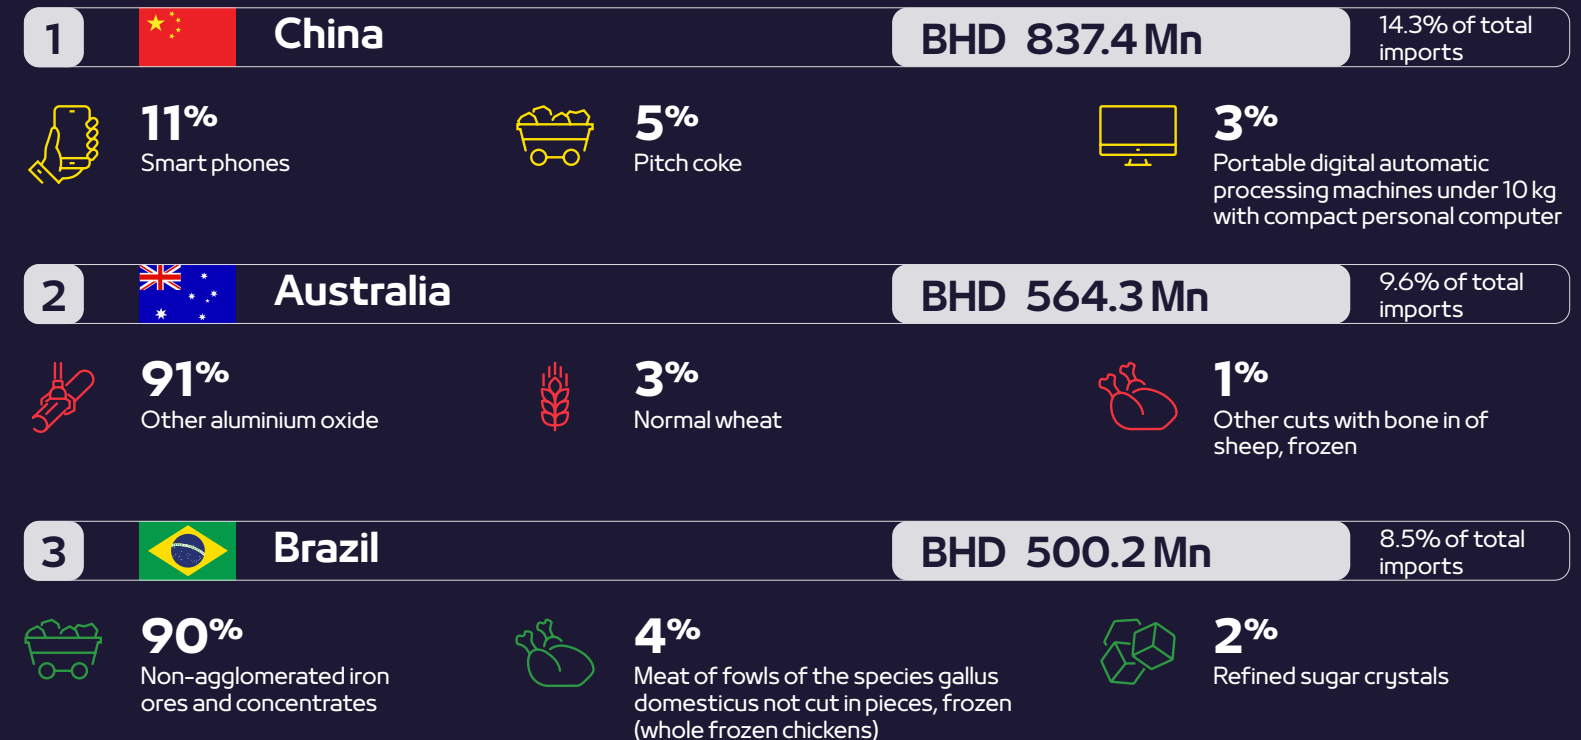 1
China
BHD 837.4 Mn
14.3% of total
imports
11%
Smart phones
5%
Pitch coke
3%
Portable digital automatic
processing machines under 10 kg
with compact personal computer
2
Australia
BHD 564.3 Mn
9.6% of total
imports
91%
Other aluminium oxide
3%
Normal wheat
1%
Other cuts with bone in of
sheep, frozen
3
Brazil
BHD 500.2 Mn
8.5% of total
imports
90%
Non-agglomerated iron
ores and concentrates
4%
Meat of fowls of the species gallus
domesticus not cut in pieces, frozen
(whole frozen chickens)
2%
Refined sugar crystals